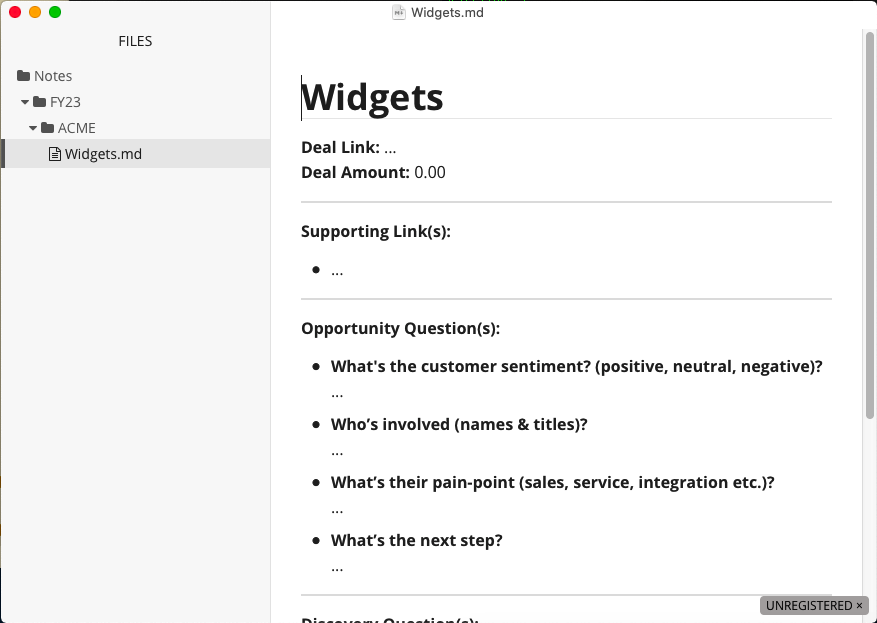 Widgets.md
FILES
Notes
FY23
ACME
Widgets.md
Widgets
Deal Link: ...
Deal Amount: 0.00
Supporting Link(s):
• ...
Opportunity Question(s):
• What's the customer sentiment? (positive, neutral, negative)?
...
• Who’s involved (names & titles)?
...
• What’s their pain-point (sales, service, integration etc.)?
...
• What’s the next step?
...
Discovery Question(s):
UNREGISTERED ×